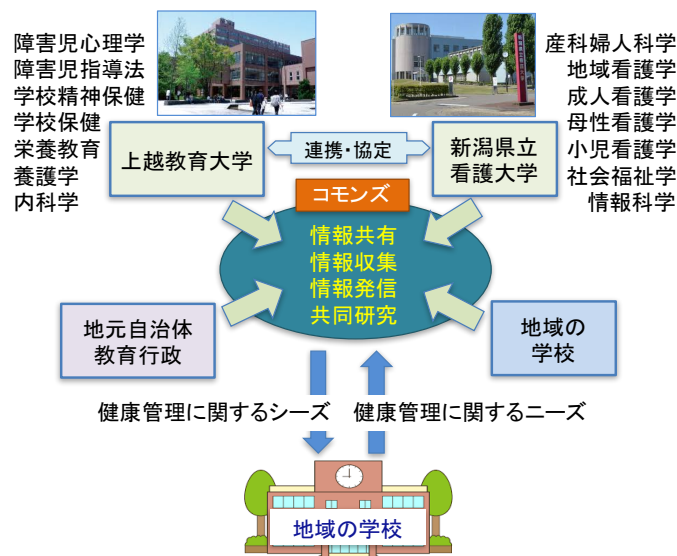 障害児心理学
障害児指導法
学校精神保健
学校保健
栄養教育
養護学
内科学
産科婦人科学
地域看護学
成人看護学
母性看護学
小児看護学
社会福祉学
情報科学
上越教育大学
連携・協定
新潟県立
看護大学
コモンズ
情報共有
情報収集
情報発信
共同研究
地元自治体
教育行政
地域の
学校
健康管理に関するシーズ
健康管理に関するニーズ
地域の学校